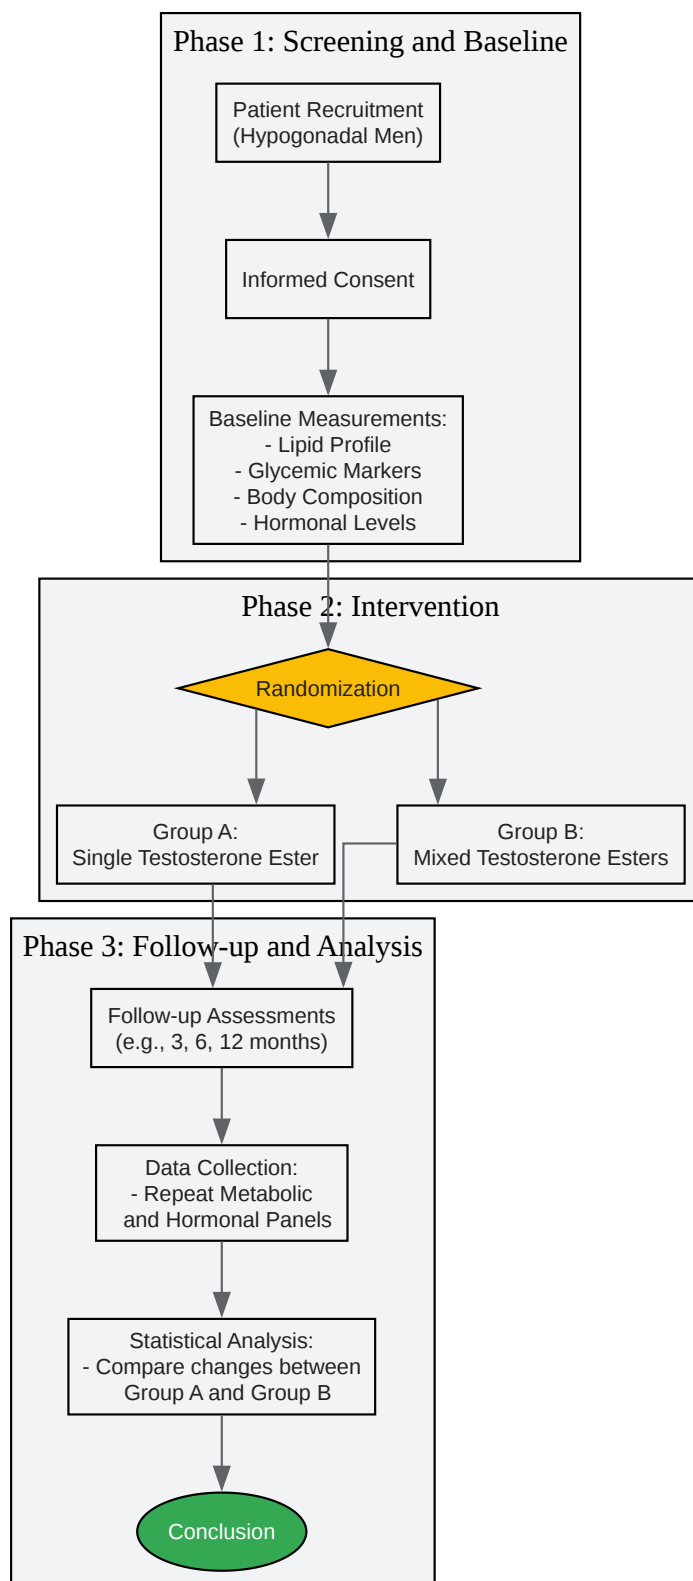 Phase 1: Screening and Baseline
Patient Recruitment
(Hypogonadal Men)
Informed Consent
Baseline Measurements:
- Lipid Profile
- Glycemic Markers
- Body Composition
- Hormonal Levels
Phase 2: Intervention
Randomization
Group A:
Single Testosterone Ester
Group B:
Mixed Testosterone Esters
Phase 3: Follow-up and Analysis
Follow-up Assessments
(e.g., 3, 6, 12 months)
Data Collection:
- Repeat Metabolic
and Hormonal Panels
Statistical Analysis:
- Compare changes between
Group A and Group B
Conclusion